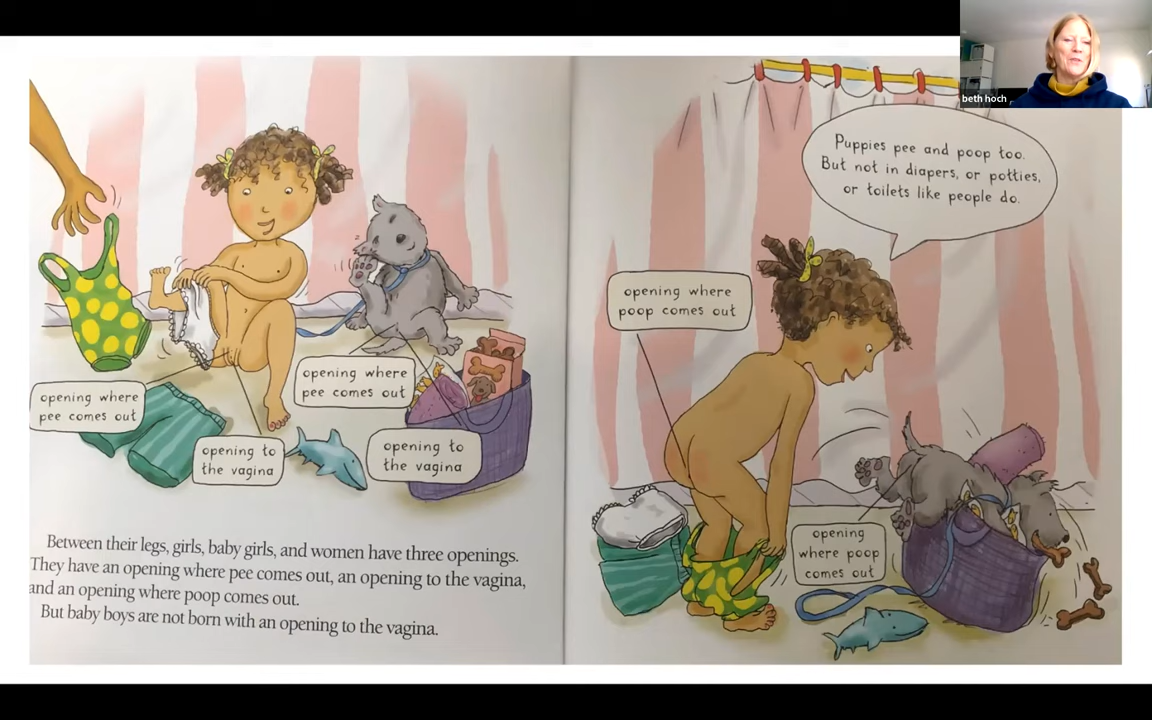 beth hoch
opening where
pee comes out
opening to
the vagina
opening where
pee comes out
opening to
the vagina
Between their legs, girls, baby girls, and women have three openings.
They have an opening where pee comes out, an opening to the vagina,
and an opening where poop comes out.
But baby boys are not born with an opening to the vagina.
Puppies pee and poop too.
But not in diapers, or potties,
or toilets like people do.
opening where
poop comes out
opening
where poop
comes out